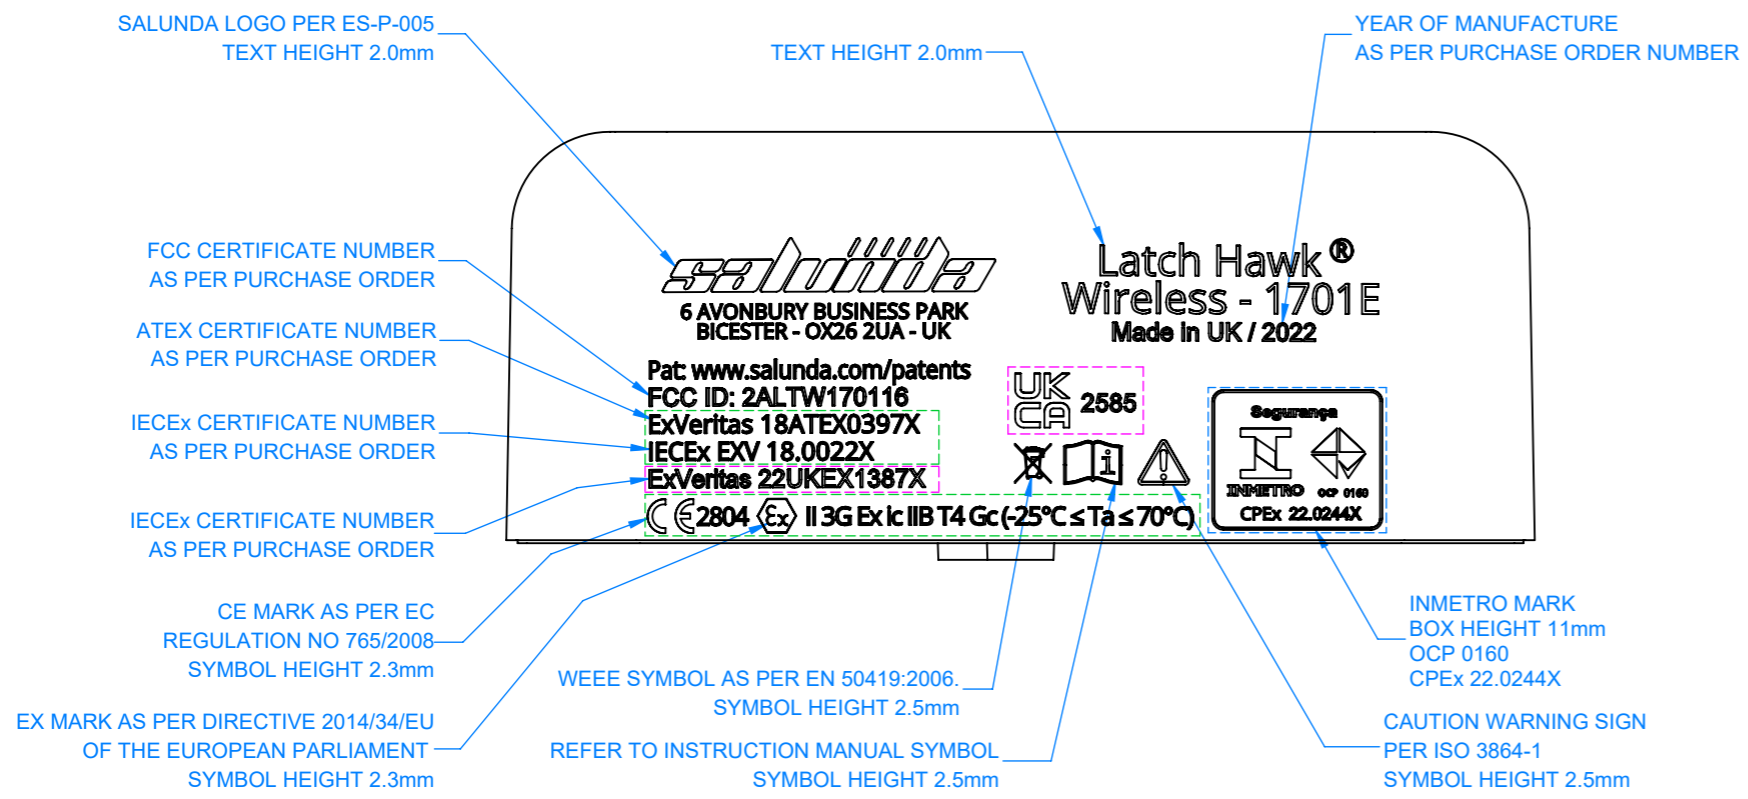 SALUNDA LOGO PER ES-P-005
TEXT HEIGHT 2.0mm
TEXT HEIGHT 2.0mm
YEAR OF MANUFACTURE
AS PER PURCHASE ORDER NUMBER
FCC CERTIFICATE NUMBER
AS PER PURCHASE ORDER
ATEX CERTIFICATE NUMBER
AS PER PURCHASE ORDER
IECEx CERTIFICATE NUMBER
AS PER PURCHASE ORDER
IECEx CERTIFICATE NUMBER
AS PER PURCHASE ORDER
CE MARK AS PER EC
REGULATION NO 765/2008
SYMBOL HEIGHT 2.3mm
EX MARK AS PER DIRECTIVE 2014/34/EU
OF THE EUROPEAN PARLIAMENT
SYMBOL HEIGHT 2.3mm
salunda
6 AVONBURY BUSINESS PARK
BICESTER - OX26 2UA - UK
Latch Hawk ®
Wireless - 1701E
Made in UK / 2022
Pat: www.salunda.com/patents
FCC ID: 2ALTW170116
ExVeritas 18ATEX0397X
IECEx EXV 18.0022X
ExVeritas 22UKEX1387X
CE 2804 Ex II 3G Ex ic IIB T4 Gc (-25°C ≤ Ta ≤ 70°C)
UK
CA 2585
i
Segurança
INMETRO OCP 0160
CPEx 22.0244X
WEEE SYMBOL AS PER EN 50419:2006.
SYMBOL HEIGHT 2.5mm
REFER TO INSTRUCTION MANUAL SYMBOL
SYMBOL HEIGHT 2.5mm
INMETRO MARK
BOX HEIGHT 11mm
OCP 0160
CPEx 22.0244X
CAUTION WARNING SIGN
PER ISO 3864-1
SYMBOL HEIGHT 2.5mm